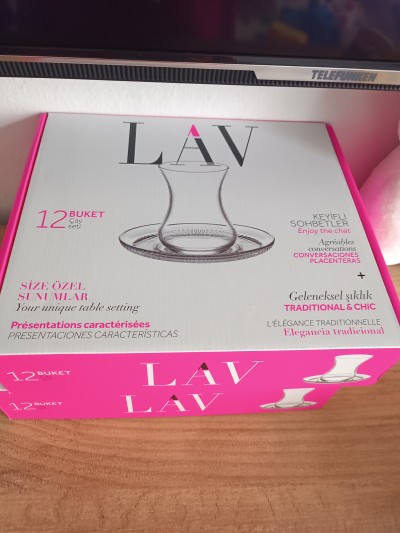 TELEFUNKEN
LAV
12 BUKET
Çay
seti
KEYİFLİ
SOHBETLER
Enjoy the chat
Agréables
conversations
CONVERSACIONES
PLACENTERAS
+
SİZE ÖZEL
SUNUMLAR
Your unique table setting
Présentations caractérisées
PRESENTACIONES CARACTERÍSTICAS
Geleneksel şıklık
TRADITIONAL & CHIC
L'ÉLÉGANCE TRADITIONNELLE
Elegancia tradicional
12 BUKET
LAV
12 BUKET
LAV